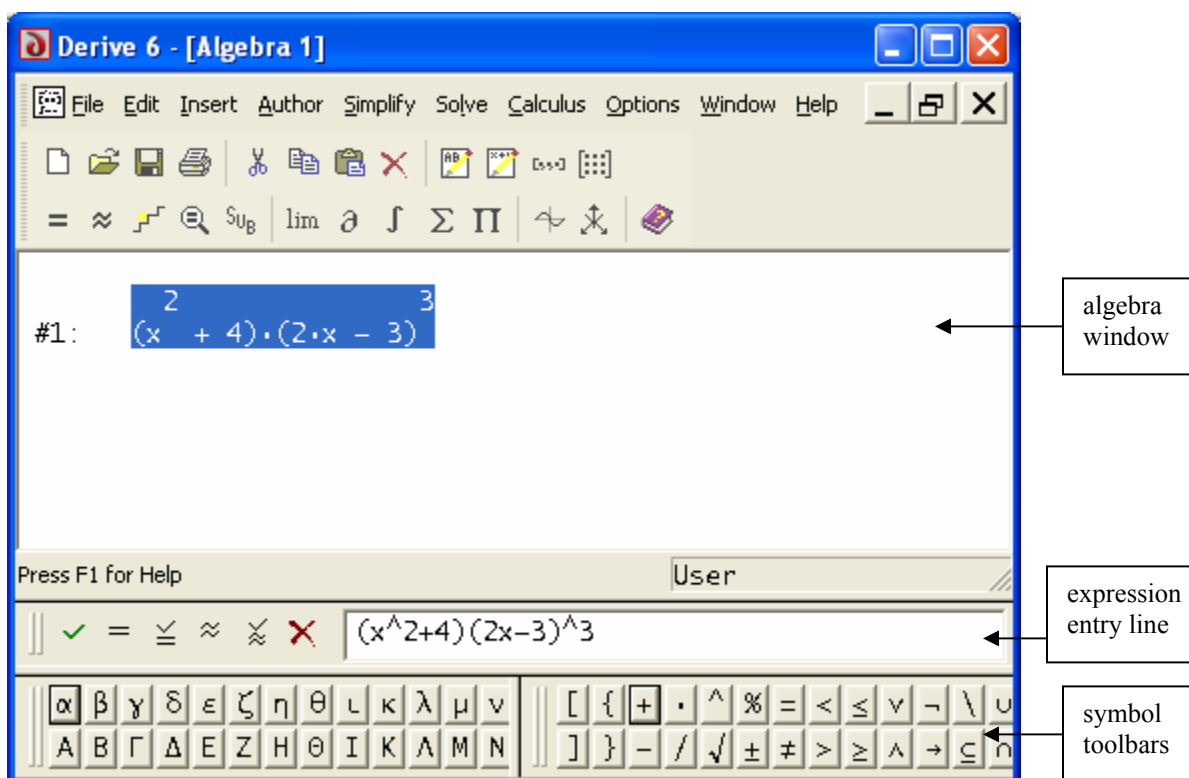 Derive 6 - [Algebra 1]
File Edit Insert Author Simplify Solve Calculus Options Window Help
= ≈ SUB lim ∂ ∫ Σ Π
2 3
#1: (x + 4)·(2·x - 3)
algebra
window
Press F1 for Help User
expression
entry line
= ≈ (x^2+4)(2x-3)^3
α β γ δ ε ζ η θ ι κ λ μ ν [ { + · ^ % = < ≤ ∨ ¬ \ ∪
Α Β Γ Δ Ε Ζ Η Θ Ι Κ Λ Μ Ν ] } - / √ ± ≠ > ≥ ∧ → ⊆ ∩
symbol
toolbars